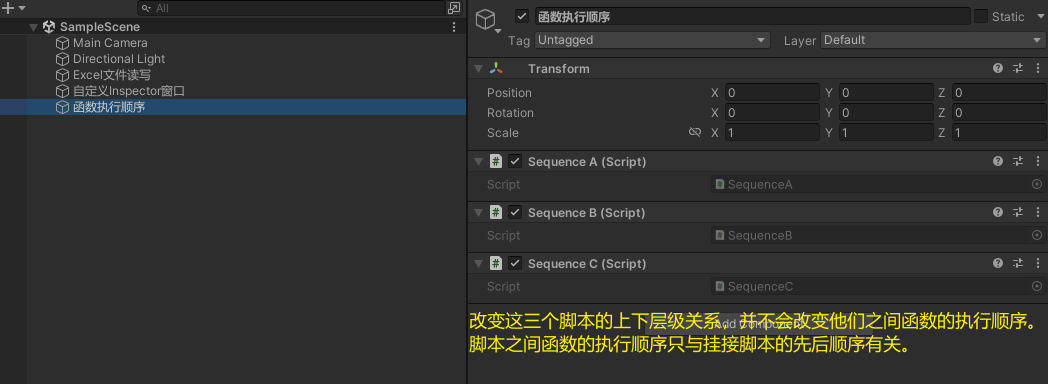 All
SampleScene
Main Camera
Directional Light
Excel文件读写
自定义Inspector窗口
函数执行顺序
函数执行顺序 Static
Tag Untagged Layer Default
Transform
Position X 0 Y 0 Z 0
Rotation X 0 Y 0 Z 0
Scale X 1 Y 1 Z 1
# Sequence A (Script)
Script SequenceA
# Sequence B (Script)
Script SequenceB
# Sequence C (Script)
Script SequenceC
改变这三个脚本的上下层级关系，并不会改变他们之间函数的执行顺序。
脚本之间函数的执行顺序只与挂接脚本的先后顺序有关。